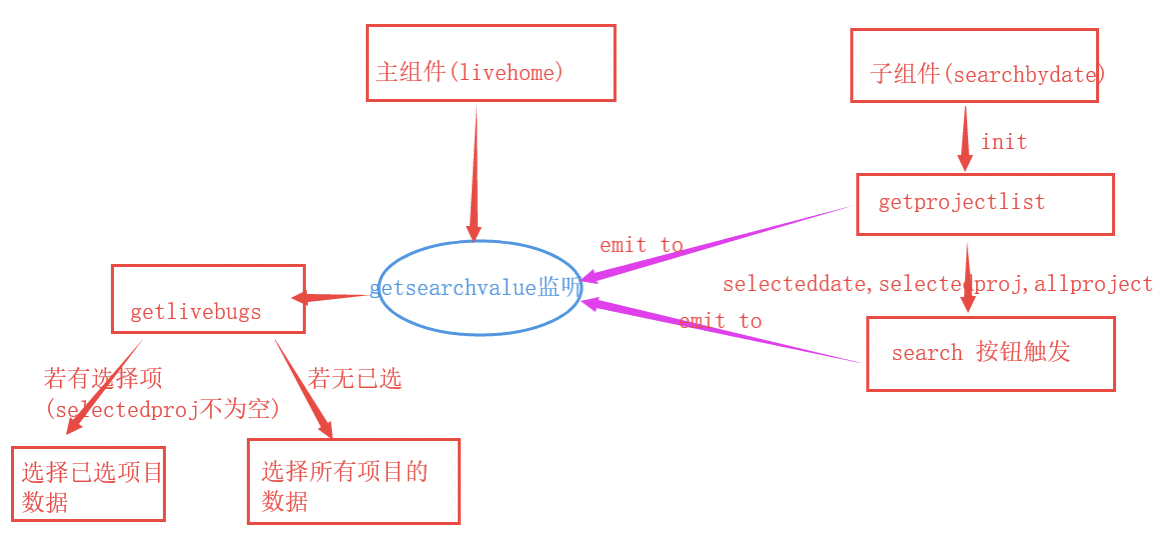 主组件(livehome)
子组件(searchbydate)
init
getprojectlist
emit to
getsearchvalue监听
selecteddate,selectedproj,allproject
getlivebugs
emit to
search 按钮触发
若有选择项
(selectedproj不为空)
若无已选
选择已选项目
数据
选择所有项目的
数据